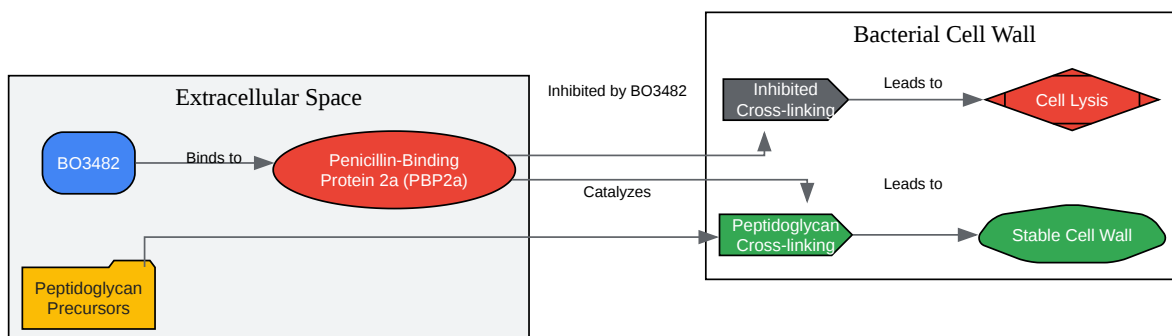 Bacterial Cell Wall
Extracellular Space
Inhibited by BO3482
Inhibited
Cross-linking
Leads to
Cell Lysis
BO3482
Binds to
Penicillin-Binding
Protein 2a (PBP2a)
Catalyzes
Leads to
Peptidoglycan
Cross-linking
Stable Cell Wall
Peptidoglycan
Precursors